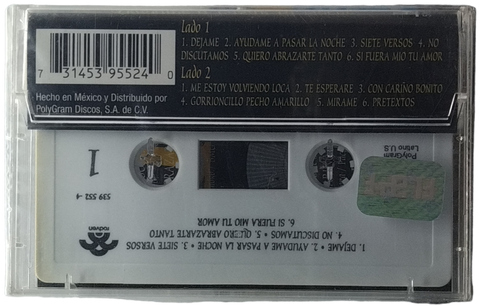 Lado 1
1. DEJAME 2. AYUDAME A PASAR LA NOCHE 3. SIETE VERSOS 4. NO
DISCUTAMOS 5. QUIERO ABRAZARTE TANTO 6. SI FUERA MIO TU AMOR
Lado 2
1. ME ESTOY VOLVIENDO LOCA 2. TE ESPERARE 3. CON CARIÑO BONITO
4. GORRIONCILLO PECHO AMARILLO 5. MIRAME 6. PRETEXTOS
7 31453 95524 0
Hecho en México y Distribuido por
PolyGram Discos, S.A. de C.V.
PolyGram
Latino U.S.
1
539 552 -4
rodven
1. DEJAME • 2. AYUDAME A PASAR LA NOCHE • 3. SIETE VERSOS
4. NO DISCUTAMOS • 5. QUIERO ABRAZARTE TANTO
6. SI FUERA MIO TU AMOR